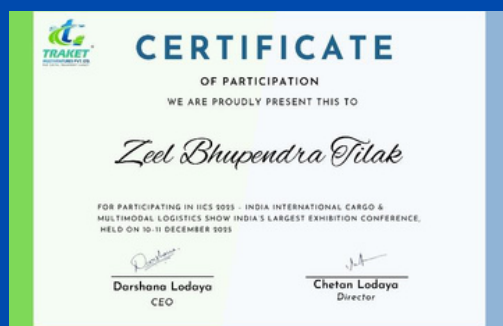 TRAKET
CERTIFICATE
OF PARTICIPATION
WE ARE PROUDLY PRESENT THIS TO
Zeel Bhupendra Tilak
FOR PARTICIPATING IN IICS 2025 - INDIA INTERNATIONAL CARGO &
MULTIMODAL LOGISTICS SHOW INDIA'S LARGEST EXHIBITION CONFERENCE,
HELD ON 10-11 DECEMBER 2025
Darshana Lodaya
CEO
Chetan Lodaya
Director